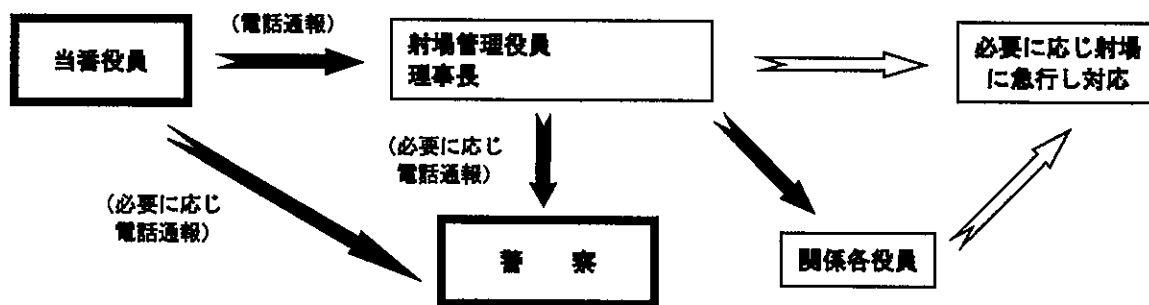 (電話通報)
当番役員
射場管理役員
理事長
必要に応じ射場
に急行し対応
(必要に応じ
電話通報)
(必要に応じ
電話通報)
警　察
関係各役員